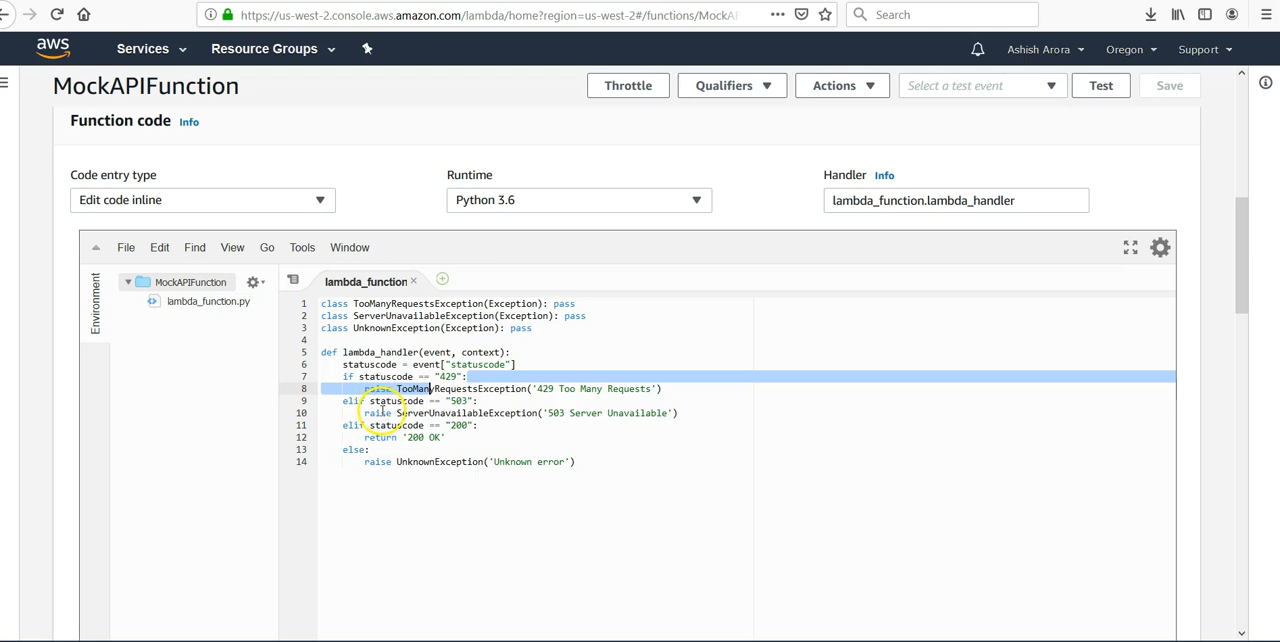 https://us-west-2.console.aws.amazon.com/lambda/home?region=us-west-2#/functions/MockAP
Search
aws
Services
Resource Groups
Ashish Arora
Oregon
Support
MockAPIFunction
Throttle
Qualifiers
Actions
Select a test event
Test
Save
Function code Info
Code entry type
Runtime
Handler Info
Edit code inline
Python 3.6
lambda_function.lambda_handler
File Edit Find View Go Tools Window
Environment
MockAPIFunction
lambda_function.py
lambda_function
1 class TooManyRequestsException(Exception): pass
2 class ServerUnavailableException(Exception): pass
3 class UnknownException(Exception): pass
4
5 def lambda_handler(event, context):
6 statuscode = event["statuscode"]
7 if statuscode == "429":
8 raise TooManyRequestsException('429 Too Many Requests')
9 elif statuscode == "503":
10 raise ServerUnavailableException('503 Server Unavailable')
11 elif statuscode == "200":
12 return '200 OK'
13 else:
14 raise UnknownException('Unknown error')